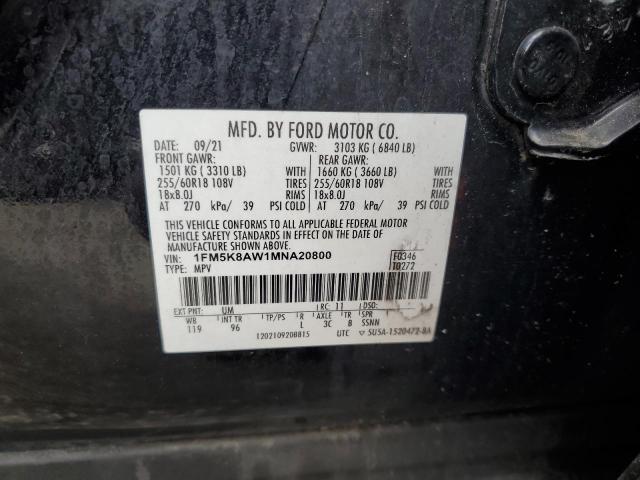 MFD. BY FORD MOTOR CO.
DATE: 09/21 GVWR: 3103 KG ( 6840 LB)
FRONT GAWR: REAR GAWR:
1501 KG ( 3310 LB) WITH 1660 KG ( 3660 LB) WITH
255/60R18 108V TIRES 255/60R18 108V TIRES
18x8.0J RIMS 18x8.0J RIMS
AT 270 kPa/ 39 PSI COLD AT 270 kPa/ 39 PSI COLD
THIS VEHICLE CONFORMS TO ALL APPLICABLE FEDERAL MOTOR
VEHICLE SAFETY STANDARDS IN EFFECT ON THE DATE OF
MANUFACTURE SHOWN ABOVE.
VIN: 1FM5K8AW1MNA20800 F0346
TYPE: MPV T0272
EXT PNT: UM RC: 11 DSO:
WB INT TR TP/PS R AXLE TR SPR
119 96 L 3C 8 SSNN
1202109208815 UTC ▽ SU5A-1520472-BA